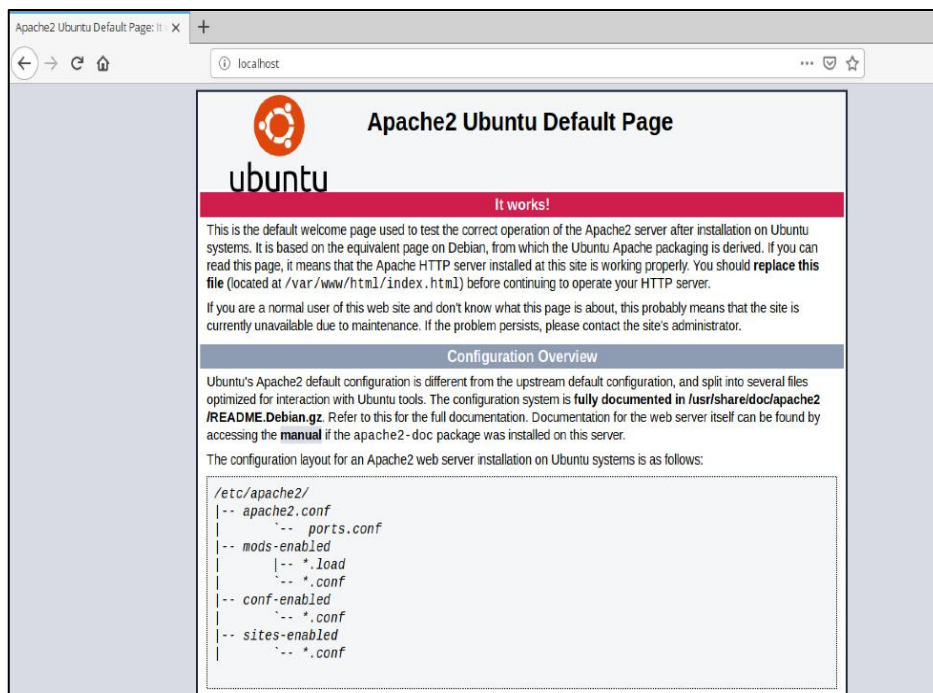 Apache2 Ubuntu Default Page: It
localhost
ubuntu
Apache2 Ubuntu Default Page
It works!
This is the default welcome page used to test the correct operation of the Apache2 server after installation on Ubuntu
systems. It is based on the equivalent page on Debian, from which the Ubuntu Apache packaging is derived. If you can
read this page, it means that the Apache HTTP server installed at this site is working properly. You should replace this
file (located at /var/www/html/index.html) before continuing to operate your HTTP server.
If you are a normal user of this web site and don't know what this page is about, this probably means that the site is
currently unavailable due to maintenance. If the problem persists, please contact the site's administrator.
Configuration Overview
Ubuntu's Apache2 default configuration is different from the upstream default configuration, and split into several files
optimized for interaction with Ubuntu tools. The configuration system is fully documented in /usr/share/doc/apache2
/README.Debian.gz. Refer to this for the full documentation. Documentation for the web server itself can be found by
accessing the manual if the apache2-doc package was installed on this server.
The configuration layout for an Apache2 web server installation on Ubuntu systems is as follows:
/etc/apache2/
|-- apache2.conf
|       `--  ports.conf
|-- mods-enabled
|       |-- *.load
|       `-- *.conf
|-- conf-enabled
|       `-- *.conf
|-- sites-enabled
|       `-- *.conf